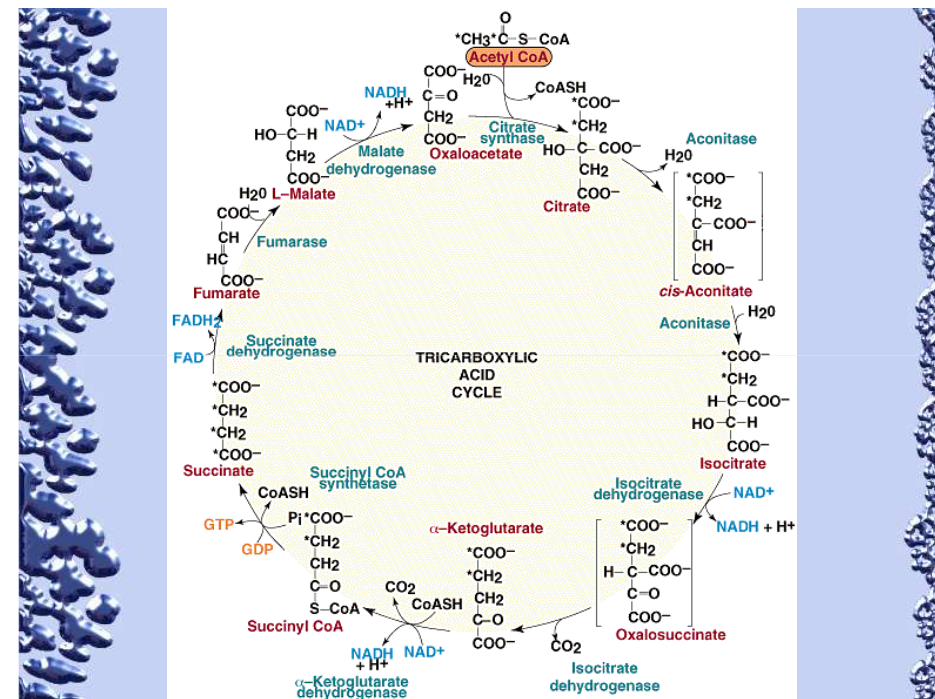 O
*CH3*C–S–CoA
Acetyl CoA
H20
CoASH
COO–
C=O
CH2
COO–
Oxaloacetate
Citrate
synthase
*COO–
*CH2
HO–C–COO–
CH2
COO–
Citrate
H20
Aconitase
*COO–
*CH2
C–COO–
CH
COO–
cis-Aconitate
Aconitase
H20
*COO–
*CH2
H–C–COO–
HO–C–H
COO–
Isocitrate
Isocitrate
dehydrogenase
NAD+
NADH + H+
*COO–
*CH2
H–C–COO–
C=O
COO–
Oxalosuccinate
CO2
Isocitrate
dehydrogenase
α–Ketoglutarate
*COO–
*CH2
CH2
C O
COO–
CO2
CoASH
NADH
+ H+
NAD+
α–Ketoglutarate
dehydrogenase
Pi
*COO–
*CH2
CH2
C=O
S–CoA
Succinyl CoA
Succinyl CoA
synthetase
CoASH
GTP
GDP
*COO–
*CH2
*CH2
*COO–
Succinate
FADH2
FAD
Succinate
dehydrogenase
COO–
CH
HC
COO–
Fumarate
H20
Fumarase
COO–
HO–C–H
CH2
COO–
L–Malate
NAD+
NADH
+H+
Malate
dehydrogenase
TRICARBOXYLIC
ACID
CYCLE